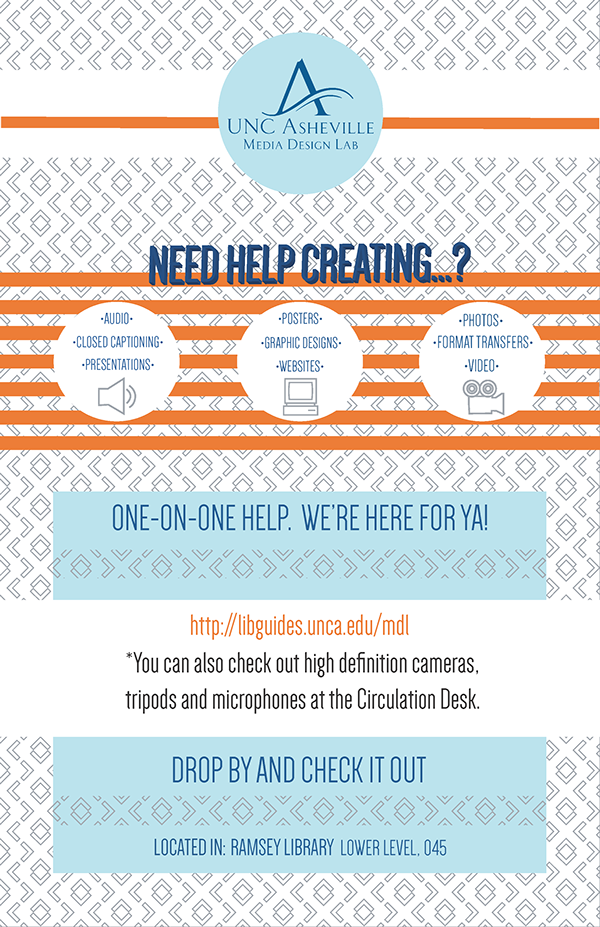 UNC ASHEVILLE
MEDIA DESIGN LAB
NEED HELP CREATING...?
•AUDIO•
•CLOSED CAPTIONING•
•PRESENTATIONS•
•POSTERS•
•GRAPHIC DESIGNS•
•WEBSITES•
•PHOTOS•
•FORMAT TRANSFERS•
•VIDEO•
ONE-ON-ONE HELP. WE'RE HERE FOR YA!
http://libguides.unca.edu/mdl
*You can also check out high definition cameras,
tripods and microphones at the Circulation Desk.
DROP BY AND CHECK IT OUT
LOCATED IN: RAMSEY LIBRARY LOWER LEVEL, 045